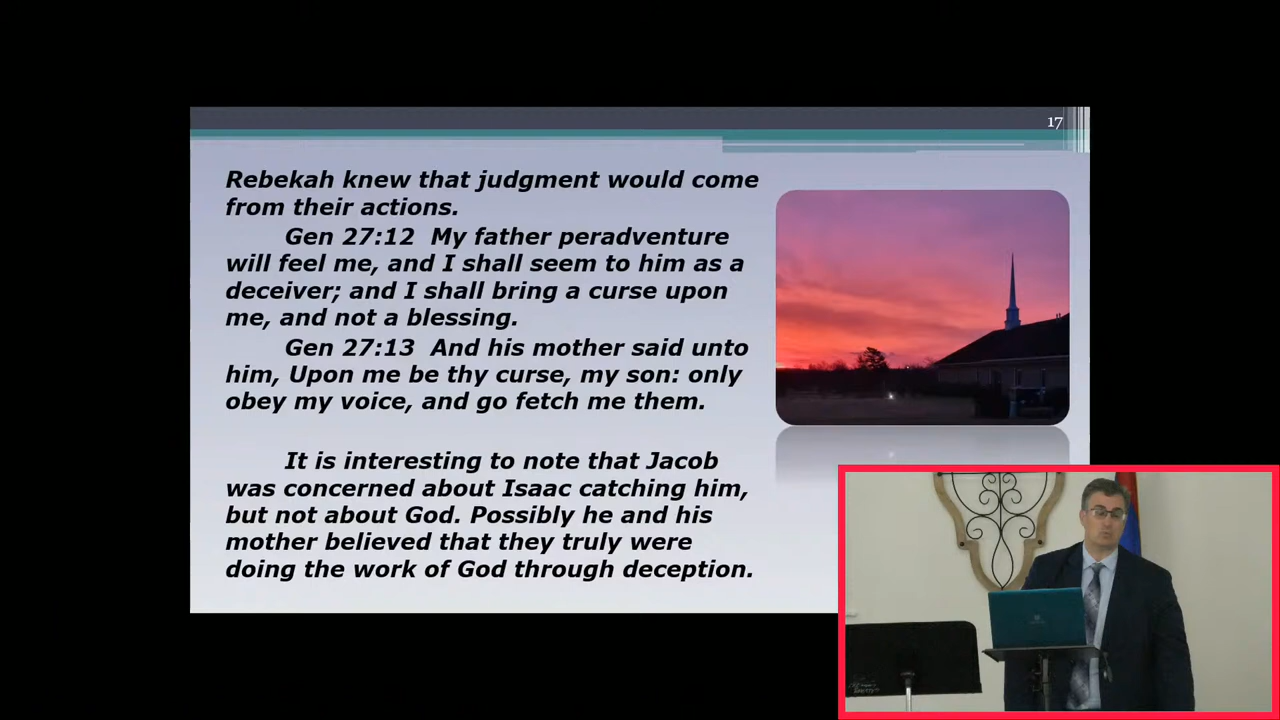 17
Rebekah knew that judgment would come
from their actions.
Gen 27:12 My father peradventure
will feel me, and I shall seem to him as a
deceiver; and I shall bring a curse upon
me, and not a blessing.
Gen 27:13 And his mother said unto
him, Upon me be thy curse, my son: only
obey my voice, and go fetch me them.
It is interesting to note that Jacob
was concerned about Isaac catching him,
but not about God. Possibly he and his
mother believed that they truly were
doing the work of God through deception.